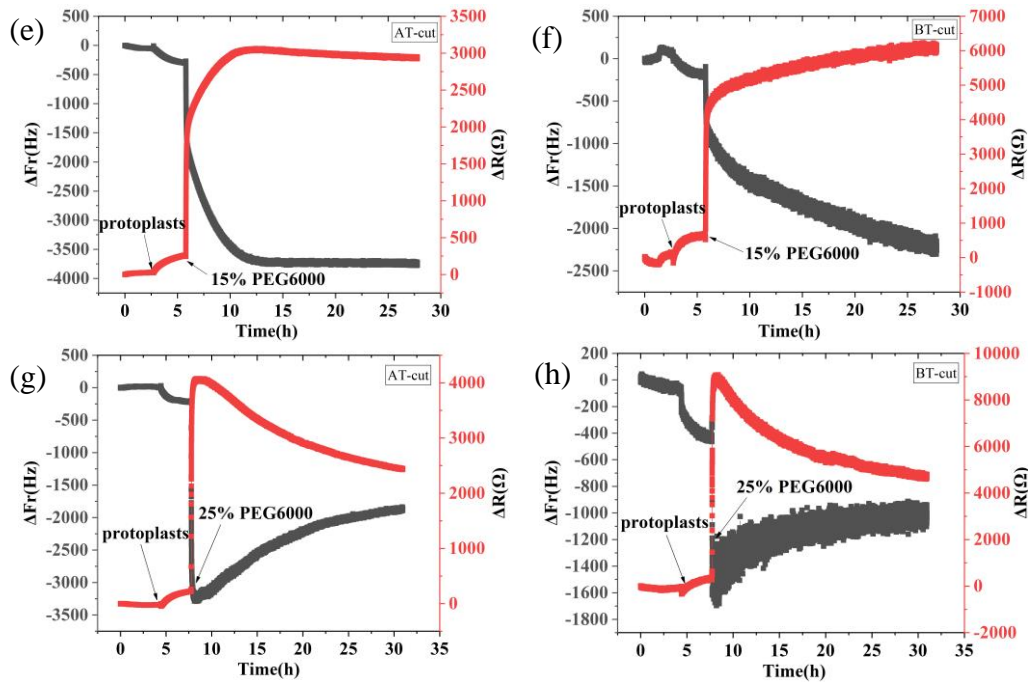 (e)
AT-cut
500
0
-500
-1000
-1500
-2000
-2500
-3000
-3500
-4000
ΔFr(Hz)
3500
3000
2500
2000
1500
1000
500
0
ΔR(Ω)
protoplasts
15% PEG6000
0 5 10 15 20 25 30
Time(h)
(f)
BT-cut
500
0
-500
-1000
-1500
-2000
-2500
ΔFr(Hz)
7000
6000
5000
4000
3000
2000
1000
0
-1000
ΔR(Ω)
protoplasts
15% PEG6000
0 5 10 15 20 25 30
Time(h)
(g)
AT-cut
500
0
-500
-1000
-1500
-2000
-2500
-3000
-3500
ΔFr(Hz)
4000
3000
2000
1000
0
ΔR(Ω)
25% PEG6000
protoplasts
0 5 10 15 20 25 30 35
Time(h)
(h)
BT-cut
200
0
-200
-400
-600
-800
-1000
-1200
-1400
-1600
-1800
ΔFr(Hz)
10000
8000
6000
4000
2000
0
-2000
ΔR(Ω)
25% PEG6000
protoplasts
0 5 10 15 20 25 30 35
Time(h)